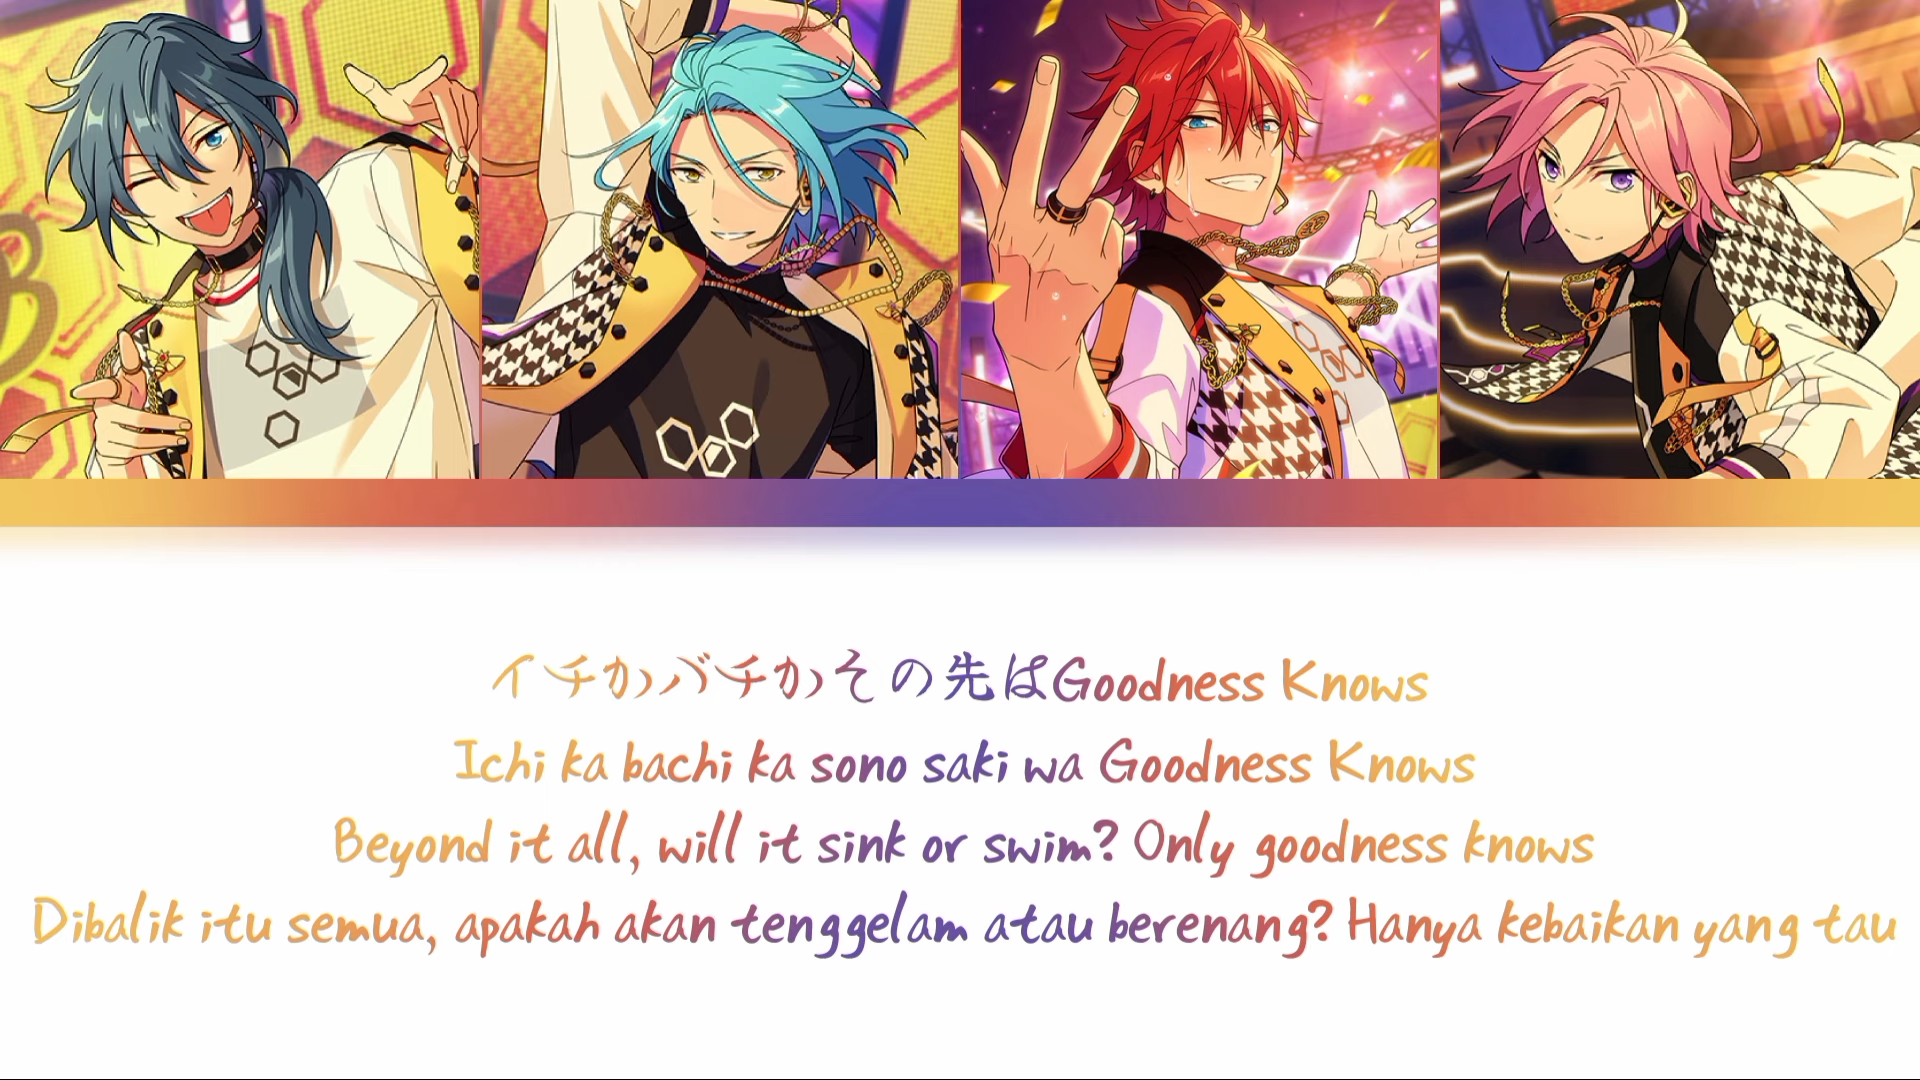 イチかバチかその先はGoodness Knows
Ichi ka bachi ka sono saki wa Goodness Knows
Beyond it all, will it sink or swim? Only goodness knows
Dibalik itu semua, apakah akan tenggelam atau berenang? Hanya kebaikan yang tau